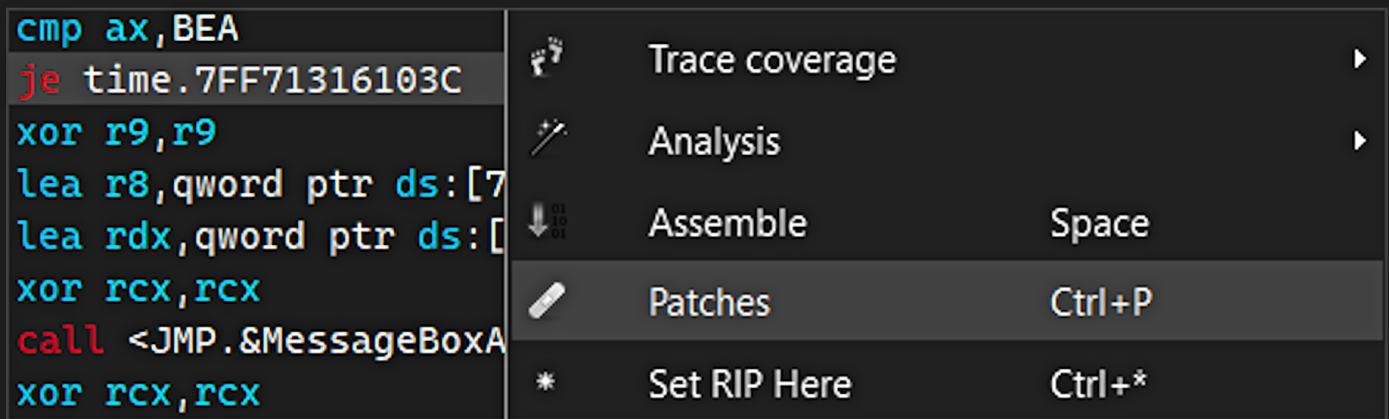 cmp ax,BEA
je time.7FF71316103C
xor r9,r9
lea r8,qword ptr ds:[7
lea rdx,qword ptr ds:[
xor rcx,rcx
call <JMP.&MessageBoxA
xor rcx,rcx
Trace coverage
Analysis
Assemble Space
Patches Ctrl+P
Set RIP Here Ctrl+*